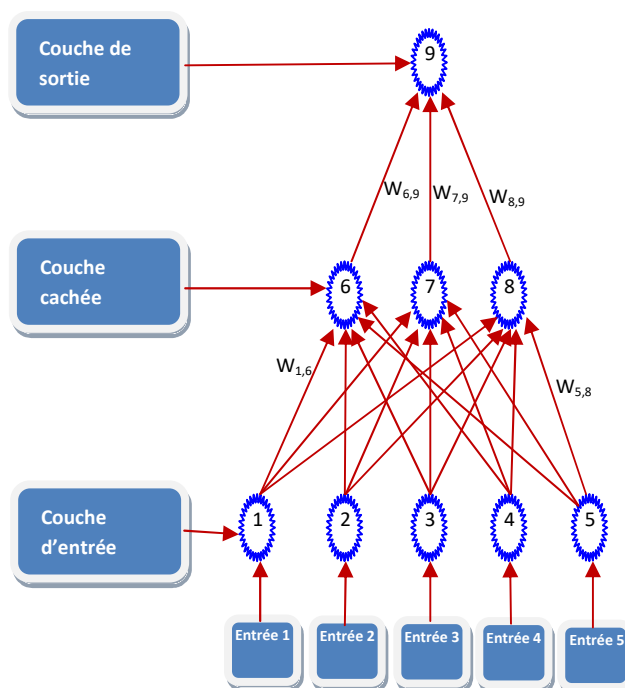 Couche de
sortie
9
W6,9
W7,9
W8,9
Couche
cachée
6
7
8
W1,6
W5,8
Couche
d'entrée
1
2
3
4
5
Entrée 1
Entrée 2
Entrée 3
Entrée 4
Entrée 5